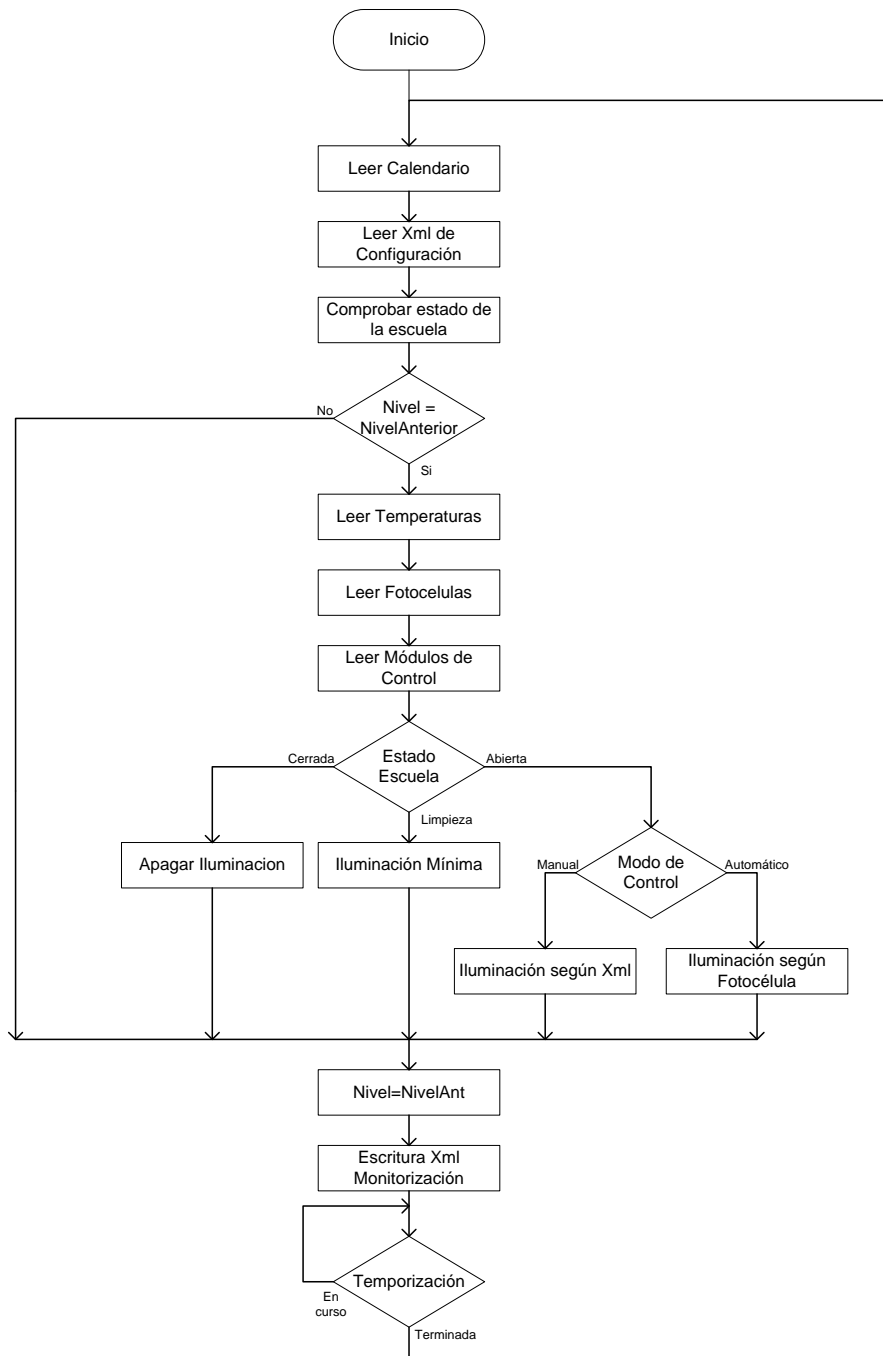 Inicio
Leer Calendario
Leer Xml de
Configuración
Comprobar estado de
la escuela
No
Nivel =
NivelAnterior
Si
Leer Temperaturas
Leer Fotocelulas
Leer Módulos de
Control
Cerrada
Estado
Escuela
Abierta
Limpieza
Apagar Iluminacion
Iluminación Mínima
Manual
Modo de
Control
Automático
Iluminación según Xml
Iluminación según
Fotocélula
Nivel=NivelAnt
Escritura Xml
Monitorización
Temporización
En
curso
Terminada